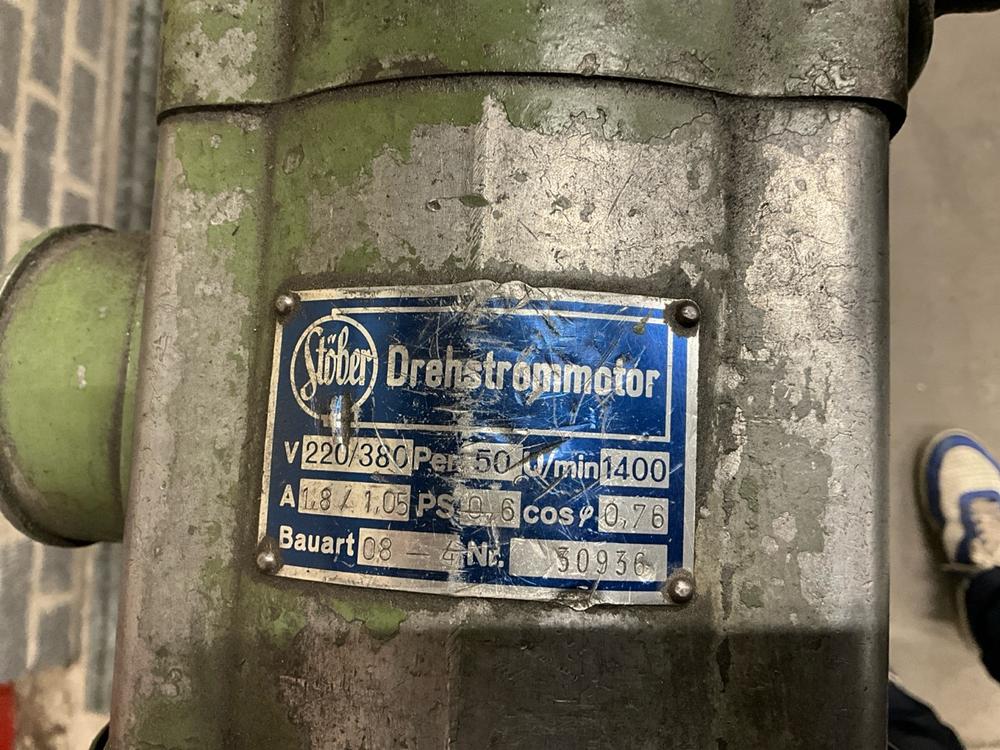 Stöber Drehstrommotor
V 220/380 Per. 50 U/min 1400
A 1,8 / 1,05 PS 0,6 cos φ 0,76
Bauart 08 – 4 Nr. 30936